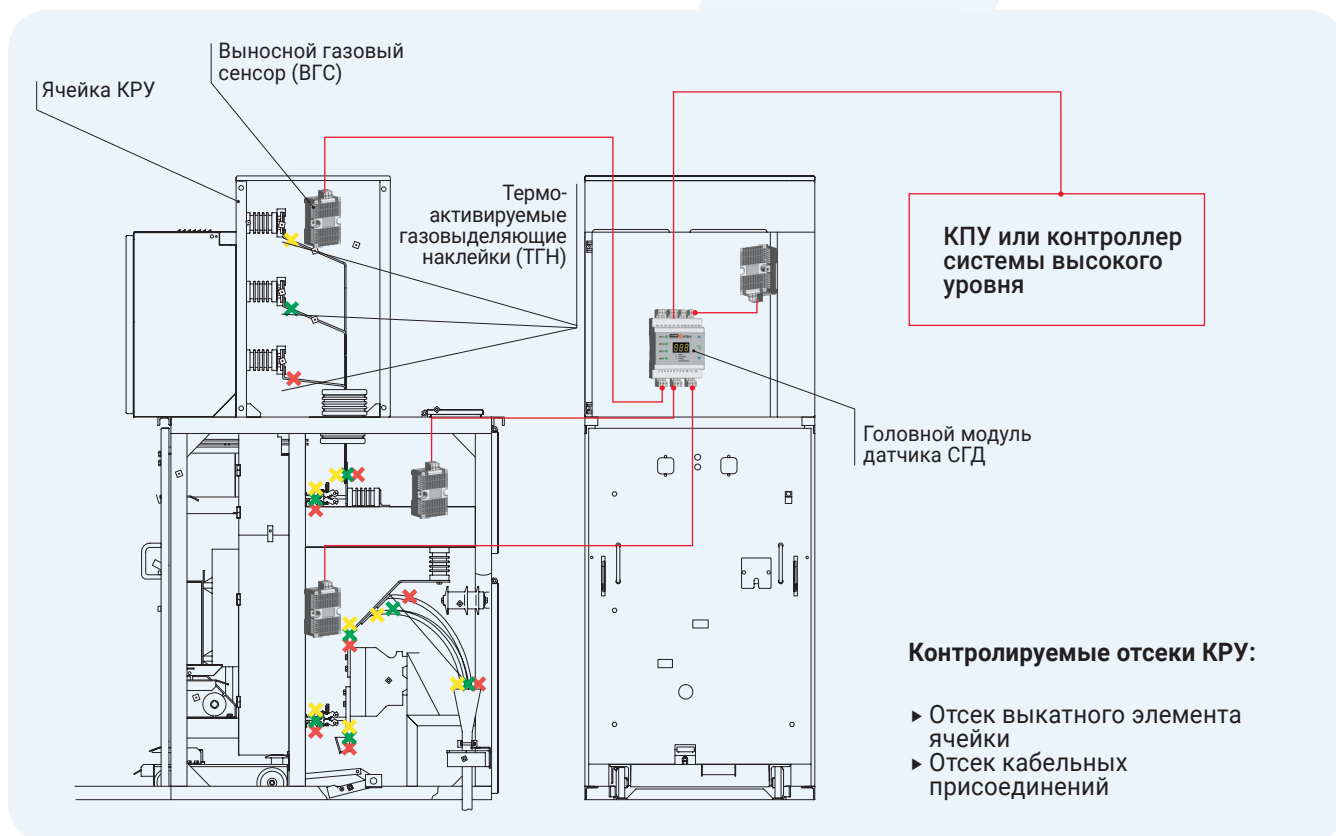 Выносной газовый
сенсор (ВГС)
Ячейка КРУ
Термо-
активируемые
газовыделяющие
наклейки (ТГН)
КПУ или контроллер
системы высокого
уровня
Головной модуль
датчика СГД
Контролируемые отсеки КРУ:
▸ Отсек выкатного элемента
ячейки
▸ Отсек кабельных
присоединений